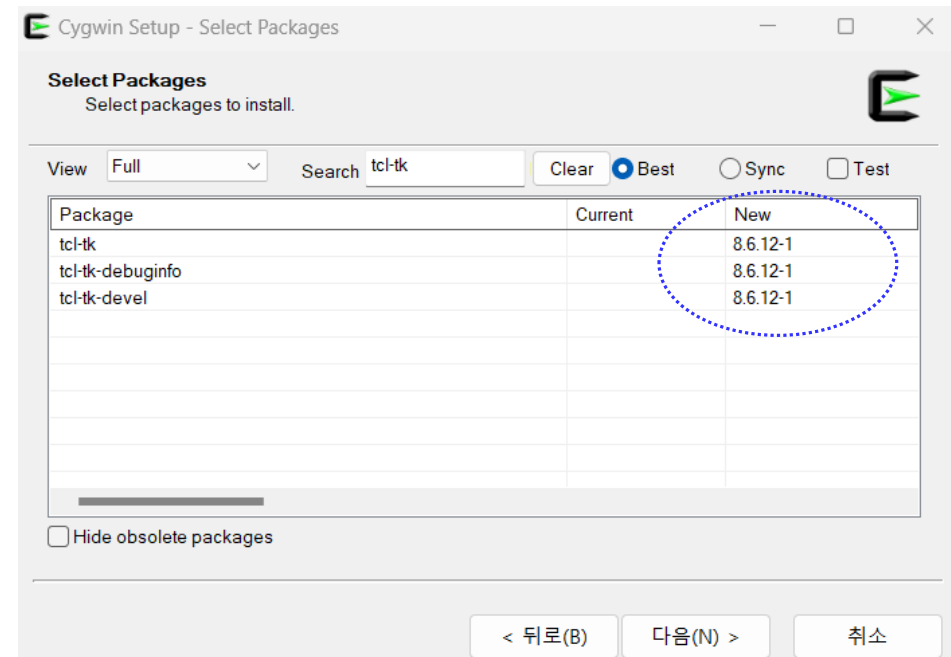 Cygwin Setup - Select Packages
Select Packages
Select packages to install.
View Full Search tcl-tk Clear Best Sync Test
Package Current New
tcl-tk 8.6.12-1
tcl-tk-debuginfo 8.6.12-1
tcl-tk-devel 8.6.12-1
Hide obsolete packages
< 뒤로(B) 다음(N) > 취소